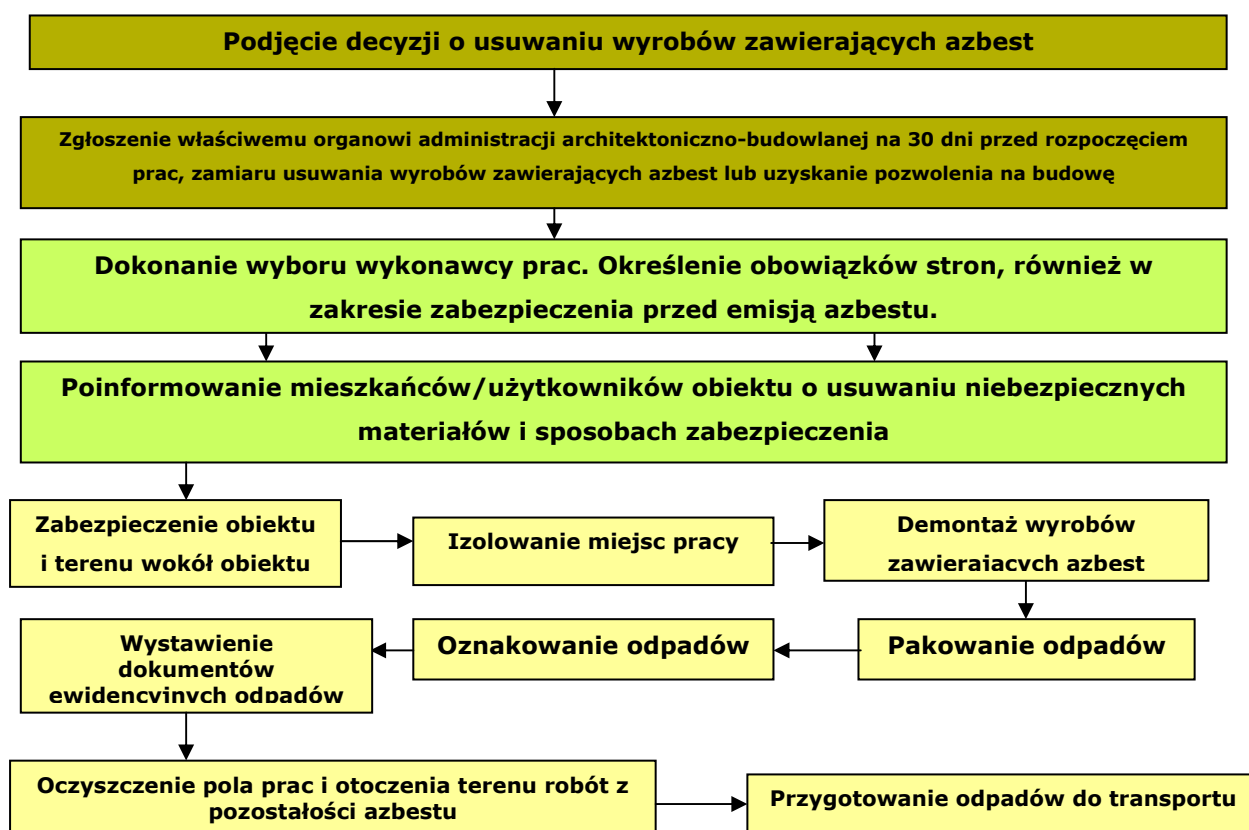 Podjęcie decyzji o usuwaniu wyrobów zawierających azbest
Zgłoszenie właściwemu organowi administracji architektoniczno-budowlanej na 30 dni przed rozpoczęciem
prac, zamiaru usuwania wyrobów zawierających azbest lub uzyskanie pozwolenia na budowę
Dokonanie wyboru wykonawcy prac. Określenie obowiązków stron, również w
zakresie zabezpieczenia przed emisją azbestu.
Poinformowanie mieszkańców/użytkowników obiektu o usuwaniu niebezpiecznych
materiałów i sposobach zabezpieczenia
Zabezpieczenie obiektu
i terenu wokół obiektu
Izolowanie miejsc pracy
Demontaż wyrobów
zawierających azbest
Pakowanie odpadów
Oznakowanie odpadów
Wystawienie
dokumentów
ewidencyjnych odpadów
Oczyszczenie pola prac i otoczenia terenu robót z
pozostałości azbestu
Przygotowanie odpadów do transportu